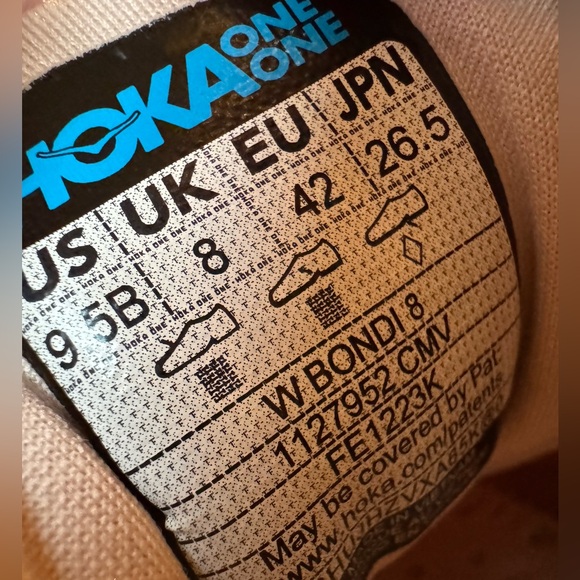 HOKA ONE ONE
US UK EU JPN
9.5B 8 42 26.5
W BONDI 8
1127952 CMV
FE1223K
May be covered by Pat.
www.hoka.com/patents